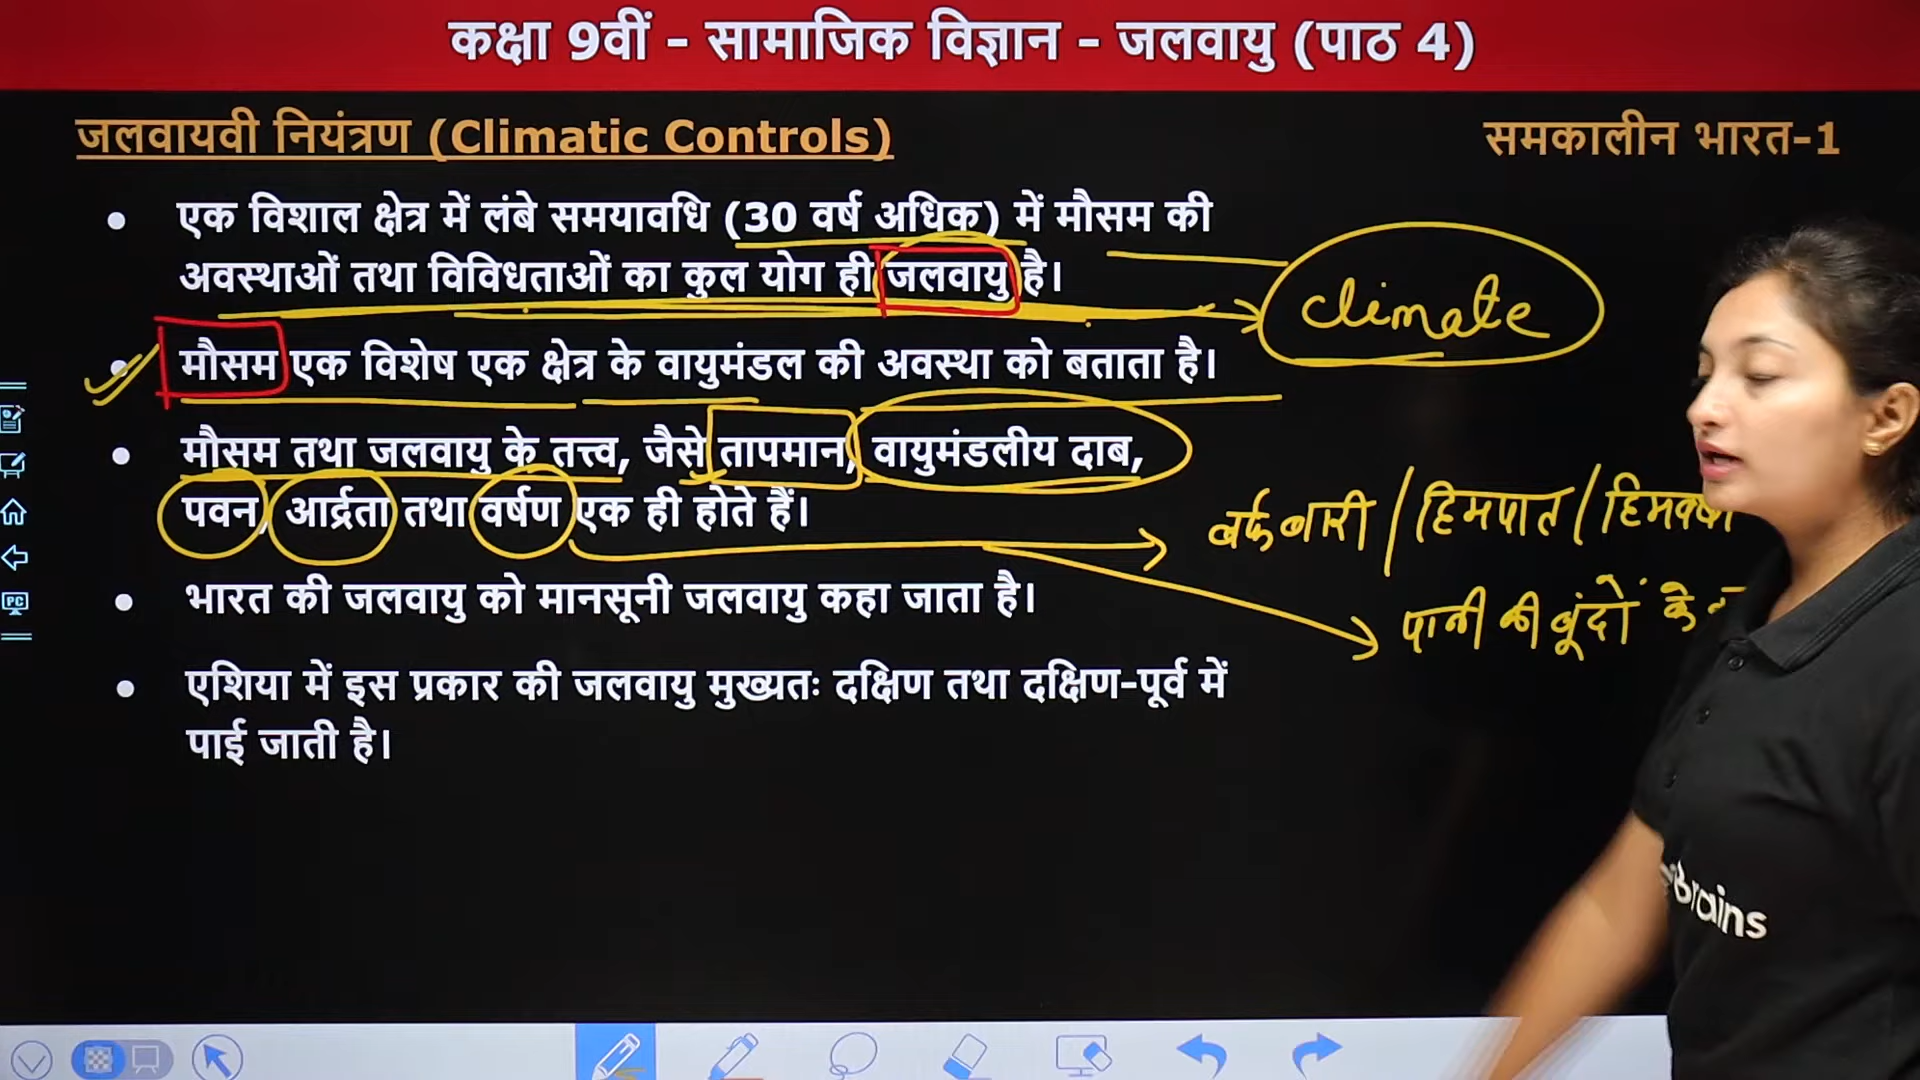 कक्षा 9वीं - सामाजिक विज्ञान - जलवायु (पाठ 4)
जलवायवी नियंत्रण (Climatic Controls)
समकालीन भारत-1
• एक विशाल क्षेत्र में लंबे समयावधि (30 वर्ष अधिक) में मौसम की
अवस्थाओं तथा विविधताओं का कुल योग ही जलवायु है।
climate
• मौसम एक विशेष एक क्षेत्र के वायुमंडल की अवस्था को बताता है।
• मौसम तथा जलवायु के तत्त्व, जैसे तापमान, वायुमंडलीय दाब,
पवन, आर्द्रता तथा वर्षण एक ही होते हैं।
बर्फबारी / हिमपात / हिमवर्षा
पानी की बूंदों के
• भारत की जलवायु को मानसूनी जलवायु कहा जाता है।
• एशिया में इस प्रकार की जलवायु मुख्यतः दक्षिण तथा दक्षिण-पूर्व में
पाई जाती है।
PC
Brains